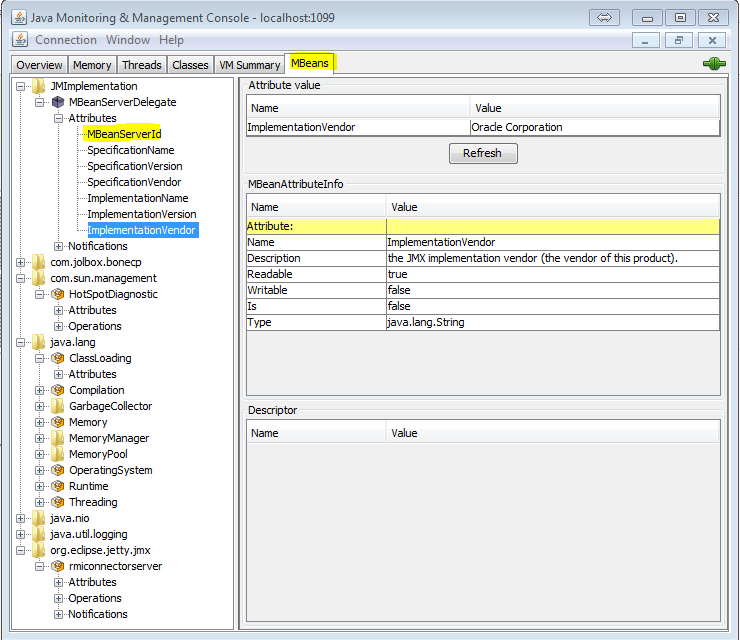 Java Monitoring & Management Console - localhost:1099
Connection Window Help
Overview Memory Threads Classes VM Summary MBeans
JMImplementation
MBeanServerDelegate
Attributes
MBeanServerId
SpecificationName
SpecificationVersion
SpecificationVendor
ImplementationName
ImplementationVersion
ImplementationVendor
Notifications
com.jolbox.bonecp
com.sun.management
HotSpotDiagnostic
Attributes
Operations
java.lang
ClassLoading
Attributes
Compilation
GarbageCollector
Memory
MemoryManager
MemoryPool
OperatingSystem
Runtime
Threading
java.nio
java.util.logging
org.eclipse.jetty.jmx
rmiconnectorserver
Attributes
Operations
Notifications
Attribute value
Name Value
ImplementationVendor Oracle Corporation
Refresh
MBeanAttributeInfo
Name Value
Attribute:
Name ImplementationVendor
Description the JMX implementation vendor (the vendor of this product).
Readable true
Writable false
Is false
Type java.lang.String
Descriptor
Name Value